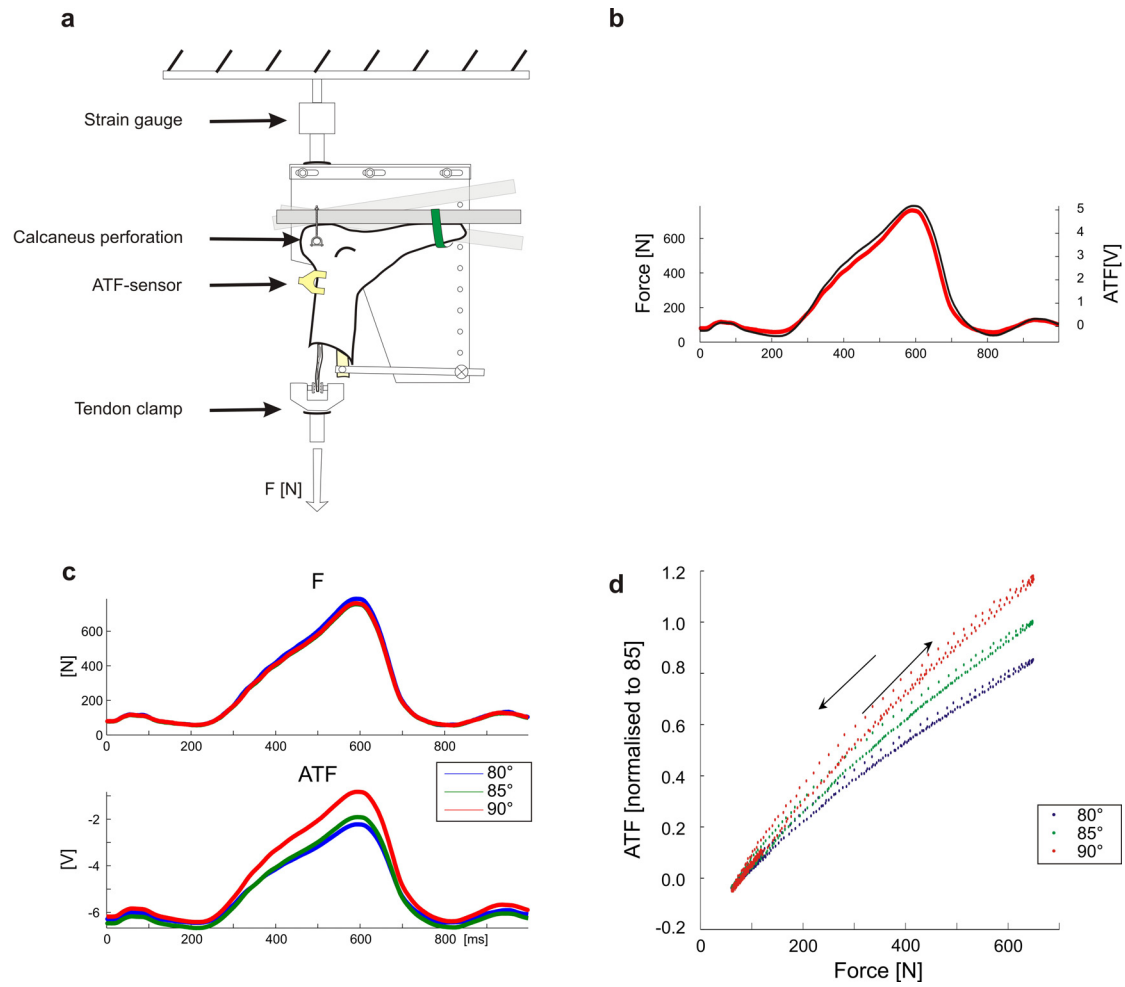 a
Strain gauge
Calcaneus perforation
ATF-sensor
Tendon clamp
F [N]
b
Force [N]
600
400
200
0
0 200 400 600 800
5
4
3
2
1
0
ATF[V]
c
F
[N]
600
400
200
0
0 200 400 600 800
80°
85°
90°
ATF
[V]
-2
-4
-6
0 200 400 600 800 [ms]
d
ATF [normalised to 85]
1.2
1.0
0.8
0.6
0.4
0.2
0.0
-0.2
0 200 400 600
Force [N]
80°
85°
90°